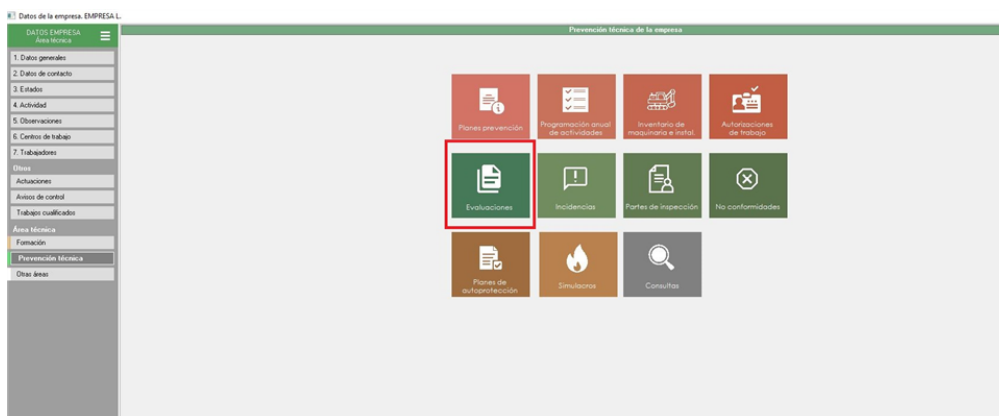 Datos de la empresa. EMPRESA L.
DATOS EMPRESA
Área técnica
Prevención técnica de la empresa
1. Datos generales
2. Datos de contacto
3. Estados
4. Actividad
5. Observaciones
6. Centros de trabajo
7. Trabajadores
Otros
Actuaciones
Avisos de control
Trabajos cualificados
Área técnica
Formación
Prevención técnica
Otras áreas
Planes prevención
Programación anual
de actividades
Inventario de
maquinaria e instal.
Autorizaciones
de trabajo
Evaluaciones
Incidencias
Partes de inspección
No conformidades
Planes de
autoprotección
Simulacros
Consultas